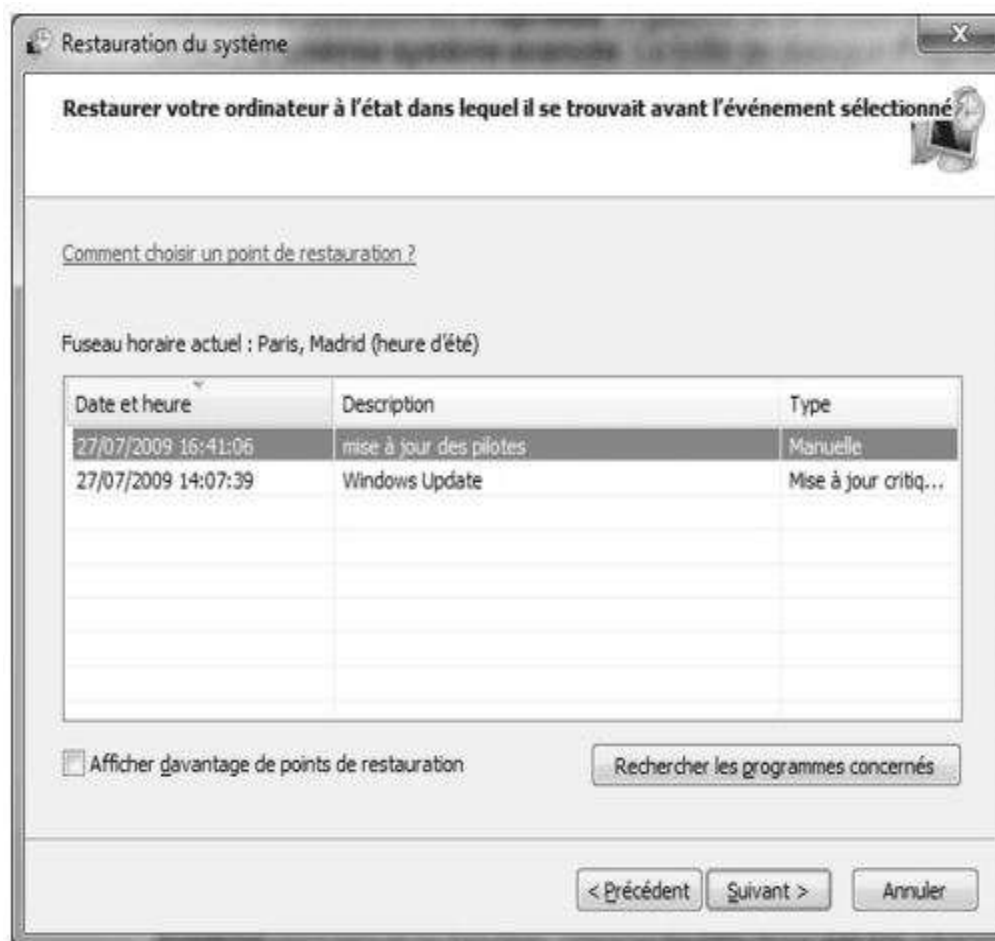 Restauration du système
X
Restaurer votre ordinateur à l'état dans lequel il se trouvait avant l'événement sélectionné
Comment choisir un point de restauration ?
Fuseau horaire actuel : Paris, Madrid (heure d'été)
Date et heure Description Type
27/07/2009 16:41:06 mise à jour des pilotes Manuelle
27/07/2009 14:07:39 Windows Update Mise à jour critiq...
Afficher davantage de points de restauration
Rechercher les programmes concernés
< Précédent Suivant > Annuler